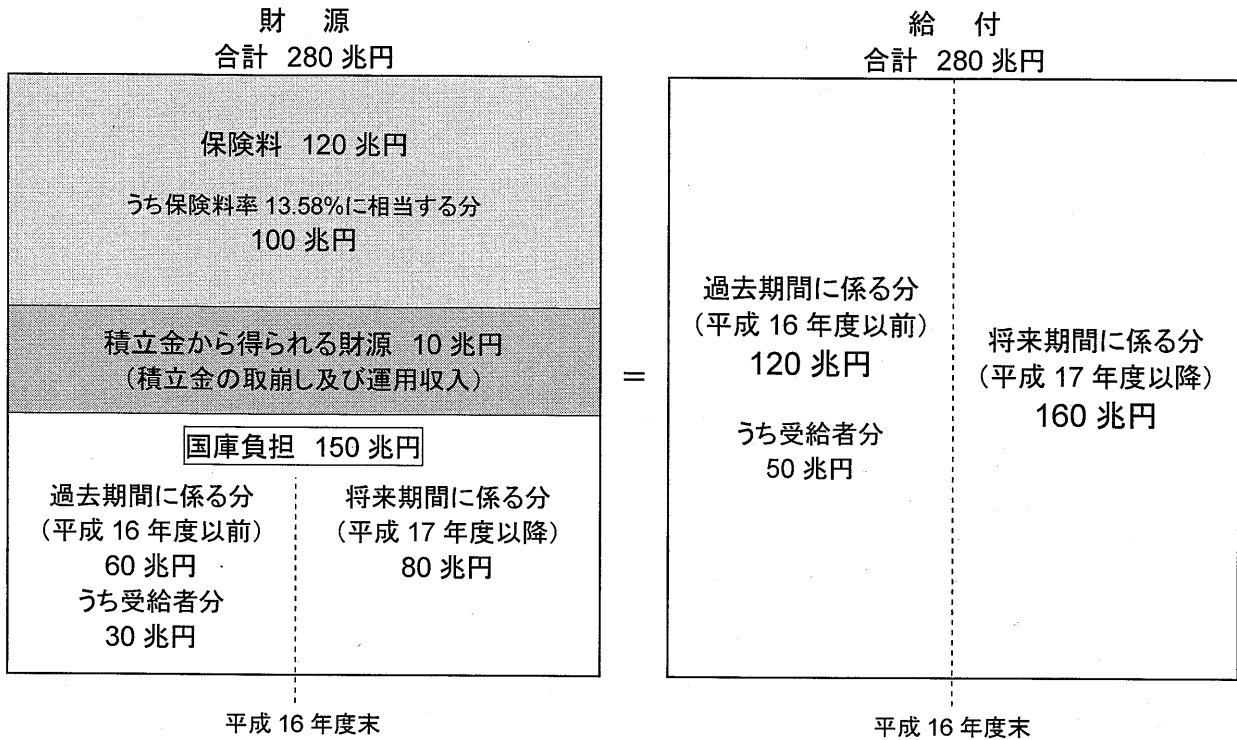 財 源
合計 280 兆円
保険料 120 兆円
うち保険料率 13.58%に相当する分
100 兆円
積立金から得られる財源 10 兆円
（積立金の取崩し及び運用収入）
国庫負担 150 兆円
過去期間に係る分
（平成 16 年度以前）
60 兆円
うち受給者分
30 兆円
将来期間に係る分
（平成 17 年度以降）
80 兆円
平成 16 年度末
＝
給 付
合計 280 兆円
過去期間に係る分
（平成 16 年度以前）
120 兆円
うち受給者分
50 兆円
将来期間に係る分
（平成 17 年度以降）
160 兆円
平成 16 年度末